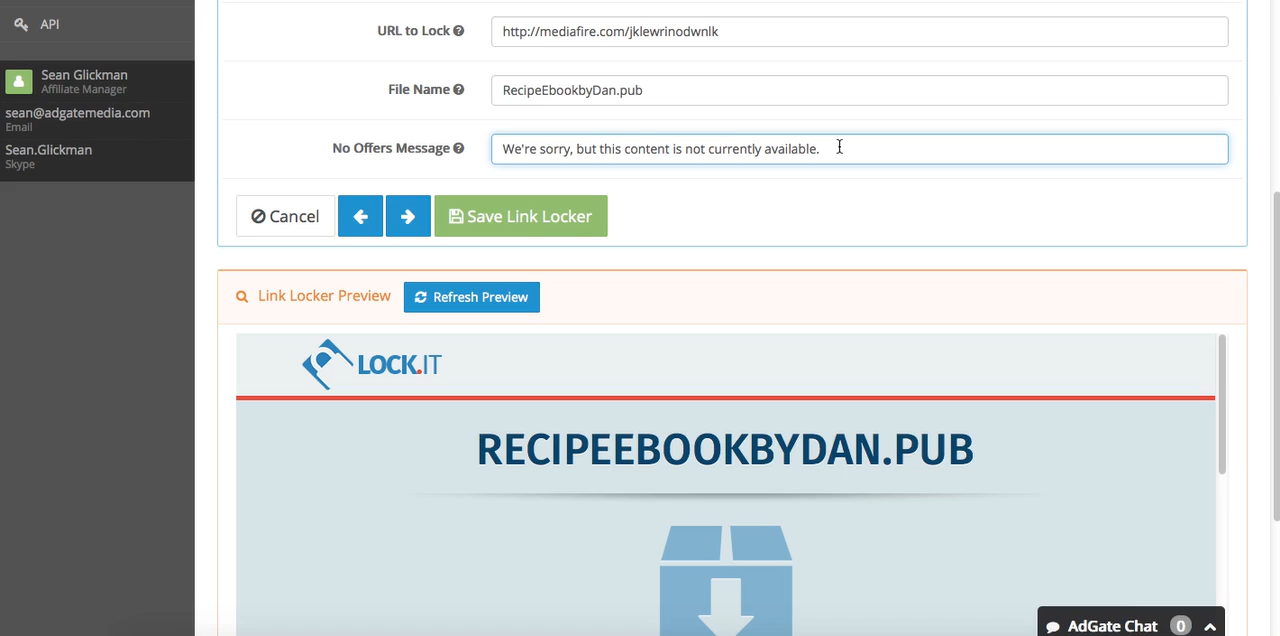 API
Sean Glickman
Affiliate Manager
sean@adgatemedia.com
Email
Sean.Glickman
Skype
URL to Lock
http://mediafire.com/jklewrinodwnlk
File Name
RecipeEbookbyDan.pub
No Offers Message
We're sorry, but this content is not currently available.
Cancel
Save Link Locker
Link Locker Preview
Refresh Preview
LOCK.IT
RECIPEEBOOKBYDAN.PUB
AdGate Chat 0